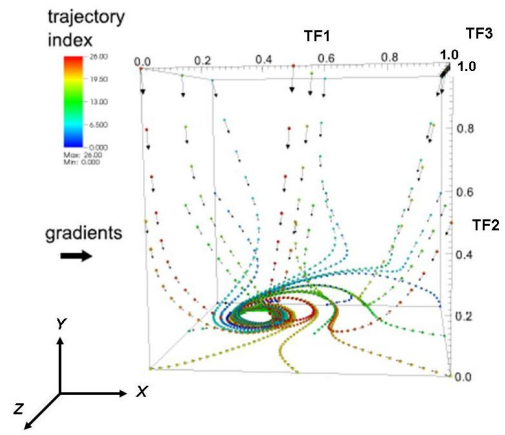 trajectory
index
26.00
19.50
13.00
6.500
0.000
Max: 26.00
Min: 0.000
TF1
TF3
0.0
0.2
0.4
0.6
0.8
1.0
1.0
0.8
0.6
TF2
gradients
0.4
0.2
0.0
Y
X
Z